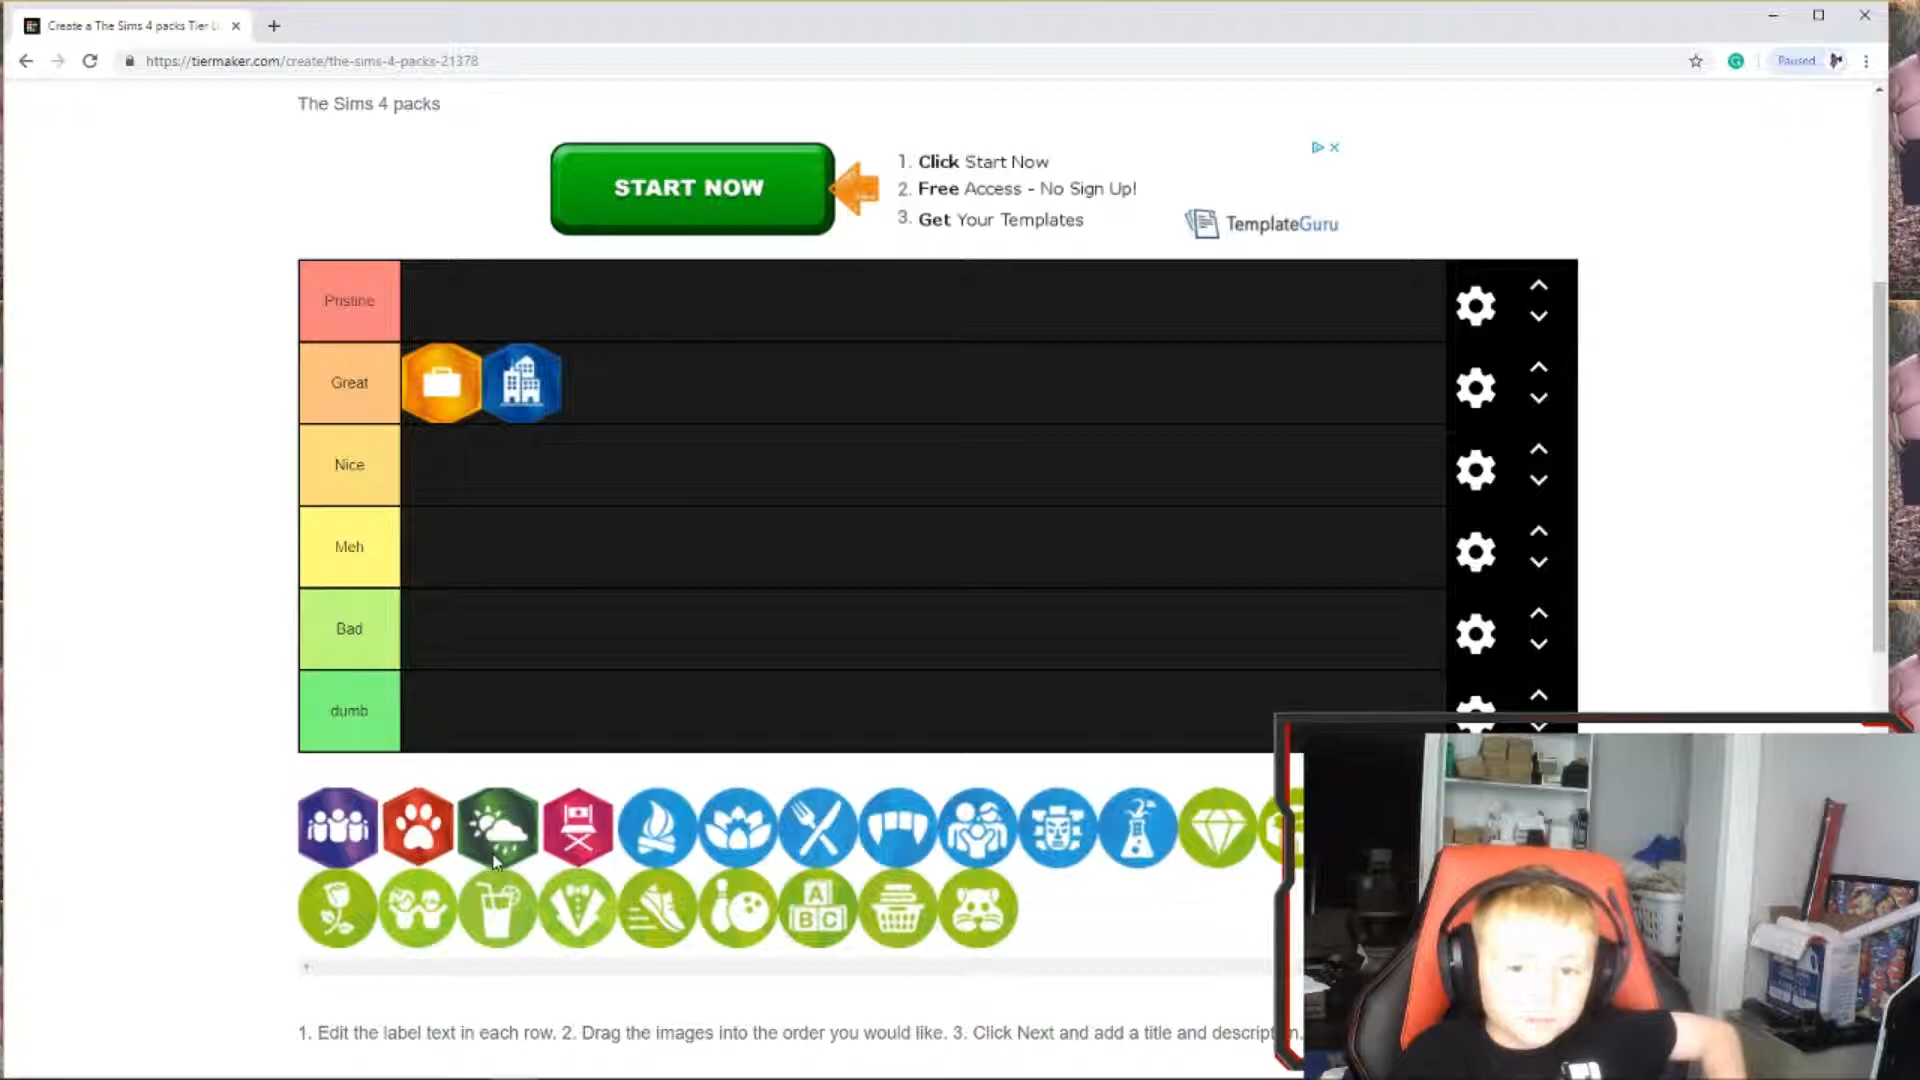 Create a The Sims 4 packs Tier L
https://tiermaker.com/create/the-sims-4-packs-21378
Paused
The Sims 4 packs
START NOW
1. Click Start Now
2. Free Access - No Sign Up!
3. Get Your Templates
TemplateGuru
Pristine
Great
Nice
Meh
Bad
dumb
A
B C
1. Edit the label text in each row. 2. Drag the images into the order you would like. 3. Click Next and add a title and description,